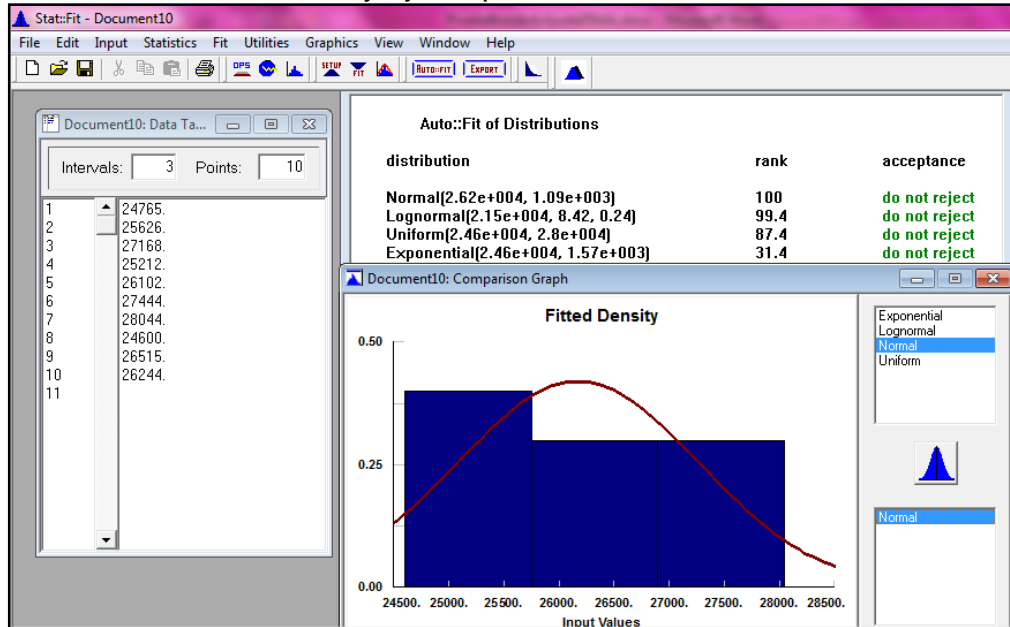 Stat::Fit - Document10
File Edit Input Statistics Fit Utilities Graphics View Window Help
OPS SETUP FIT AUTO::FIT EXPORT
Document10: Data Ta...
Intervals: 3 Points: 10
1 24765.
2 25626.
3 27168.
4 25212.
5 26102.
6 27444.
7 28044.
8 24600.
9 26515.
10 26244.
11
Auto::Fit of Distributions
distribution rank acceptance
Normal(2.62e+004, 1.09e+003) 100 do not reject
Lognormal(2.15e+004, 8.42, 0.24) 99.4 do not reject
Uniform(2.46e+004, 2.8e+004) 87.4 do not reject
Exponential(2.46e+004, 1.57e+003) 31.4 do not reject
Document10: Comparison Graph
Fitted Density
0.50
0.25
0.00
24500. 25000. 25500. 26000. 26500. 27000. 27500. 28000. 28500.
Input Values
Exponential
Lognormal
Normal
Uniform
Normal